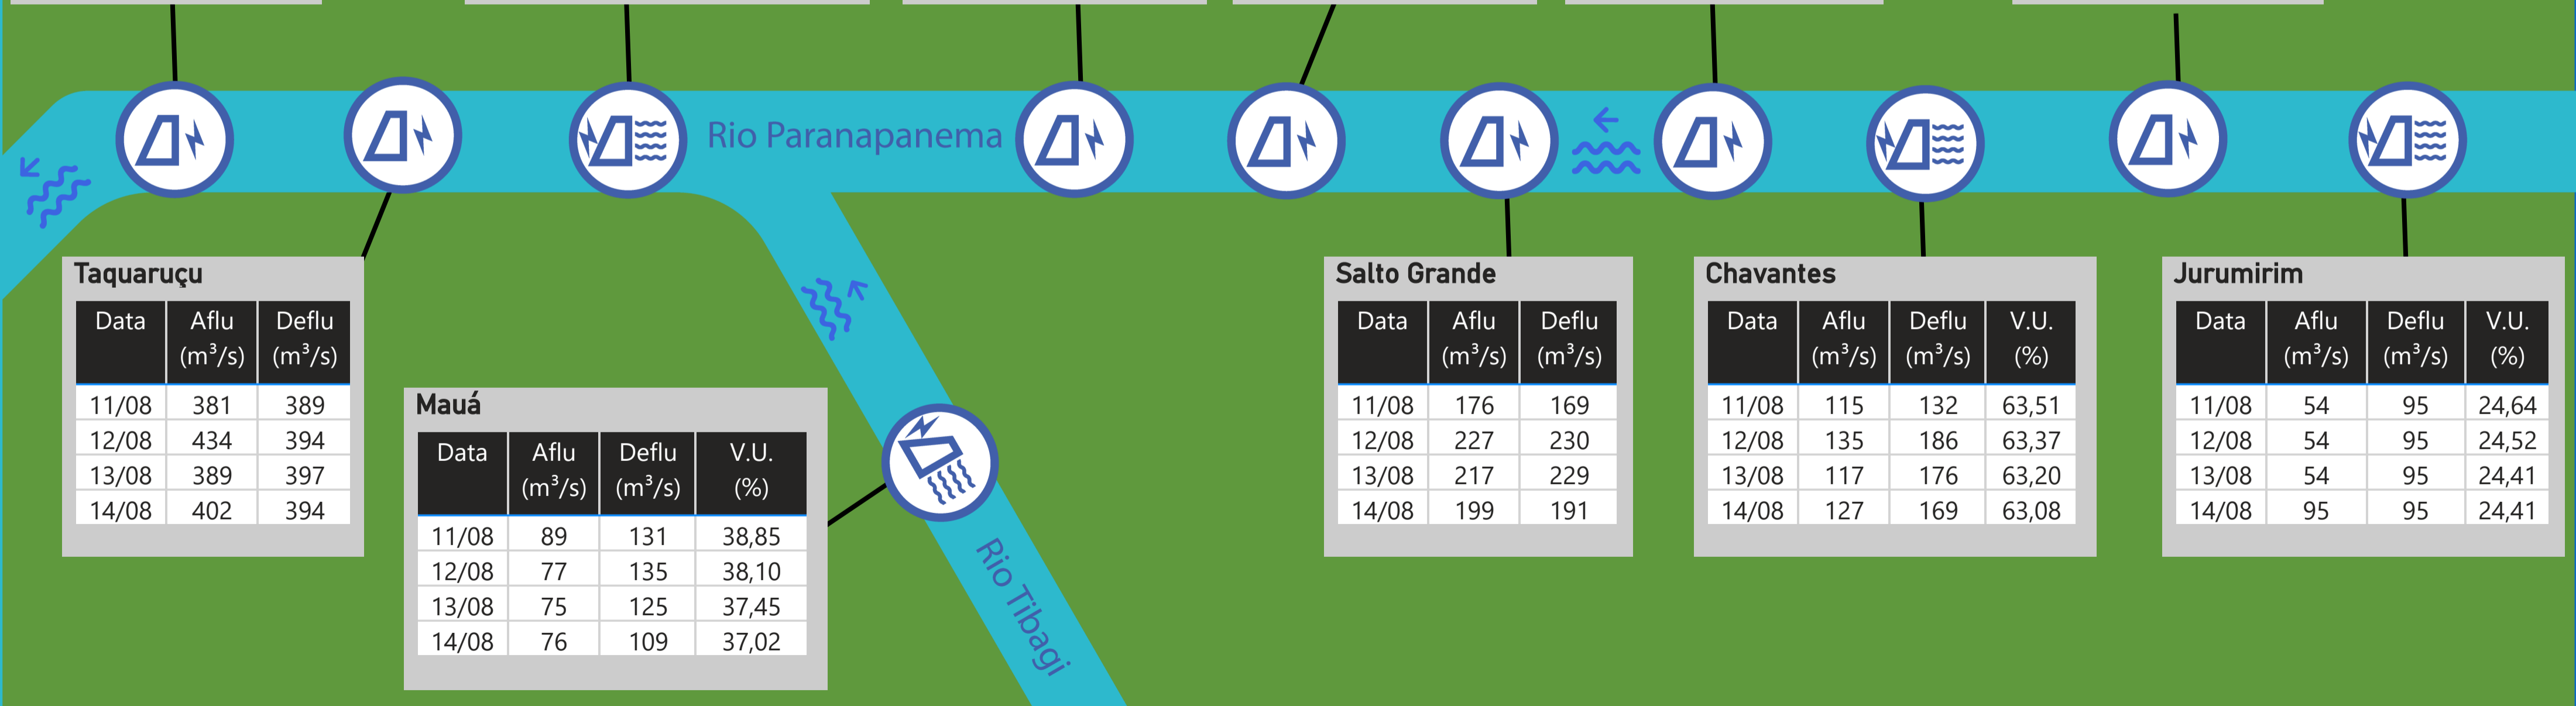 Rio Paranapanema
Taquaruçu
Data Aflu (m³/s) Deflu (m³/s)
11/08 381 389
12/08 434 394
13/08 389 397
14/08 402 394
Mauá
Data Aflu (m³/s) Deflu (m³/s) V.U. (%)
11/08 89 131 38,85
12/08 77 135 38,10
13/08 75 125 37,45
14/08 76 109 37,02
Rio Tibagi
Salto Grande
Data Aflu (m³/s) Deflu (m³/s)
11/08 176 169
12/08 227 230
13/08 217 229
14/08 199 191
Chavantes
Data Aflu (m³/s) Deflu (m³/s) V.U. (%)
11/08 115 132 63,51
12/08 135 186 63,37
13/08 117 176 63,20
14/08 127 169 63,08
Jurumirim
Data Aflu (m³/s) Deflu (m³/s) V.U. (%)
11/08 54 95 24,64
12/08 54 95 24,52
13/08 54 95 24,41
14/08 95 95 24,41